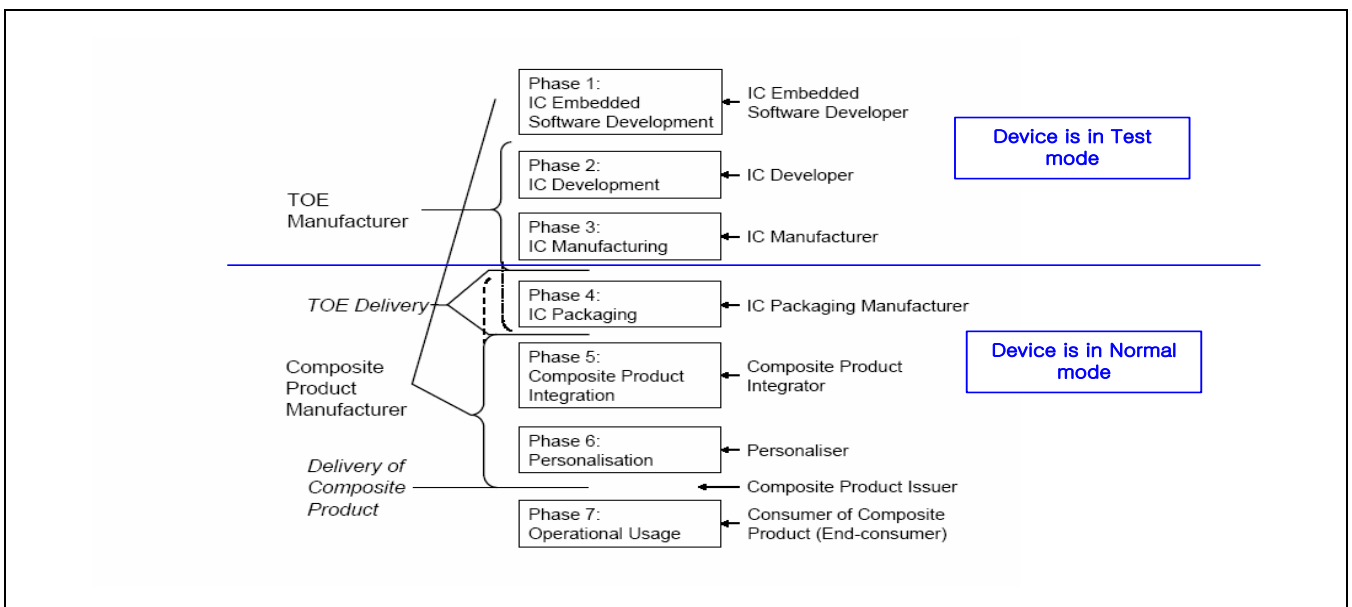 Phase 1:
IC Embedded
Software Development
IC Embedded
Software Developer
Device is in Test
mode
Phase 2:
IC Development
IC Developer
TOE
Manufacturer
Phase 3:
IC Manufacturing
IC Manufacturer
TOE Delivery
Phase 4:
IC Packaging
IC Packaging Manufacturer
Device is in Normal
mode
Composite
Product
Manufacturer
Phase 5:
Composite Product
Integration
Composite Product
Integrator
Phase 6:
Personalisation
Personaliser
Delivery of
Composite
Product
Composite Product Issuer
Phase 7:
Operational Usage
Consumer of Composite
Product (End-consumer)